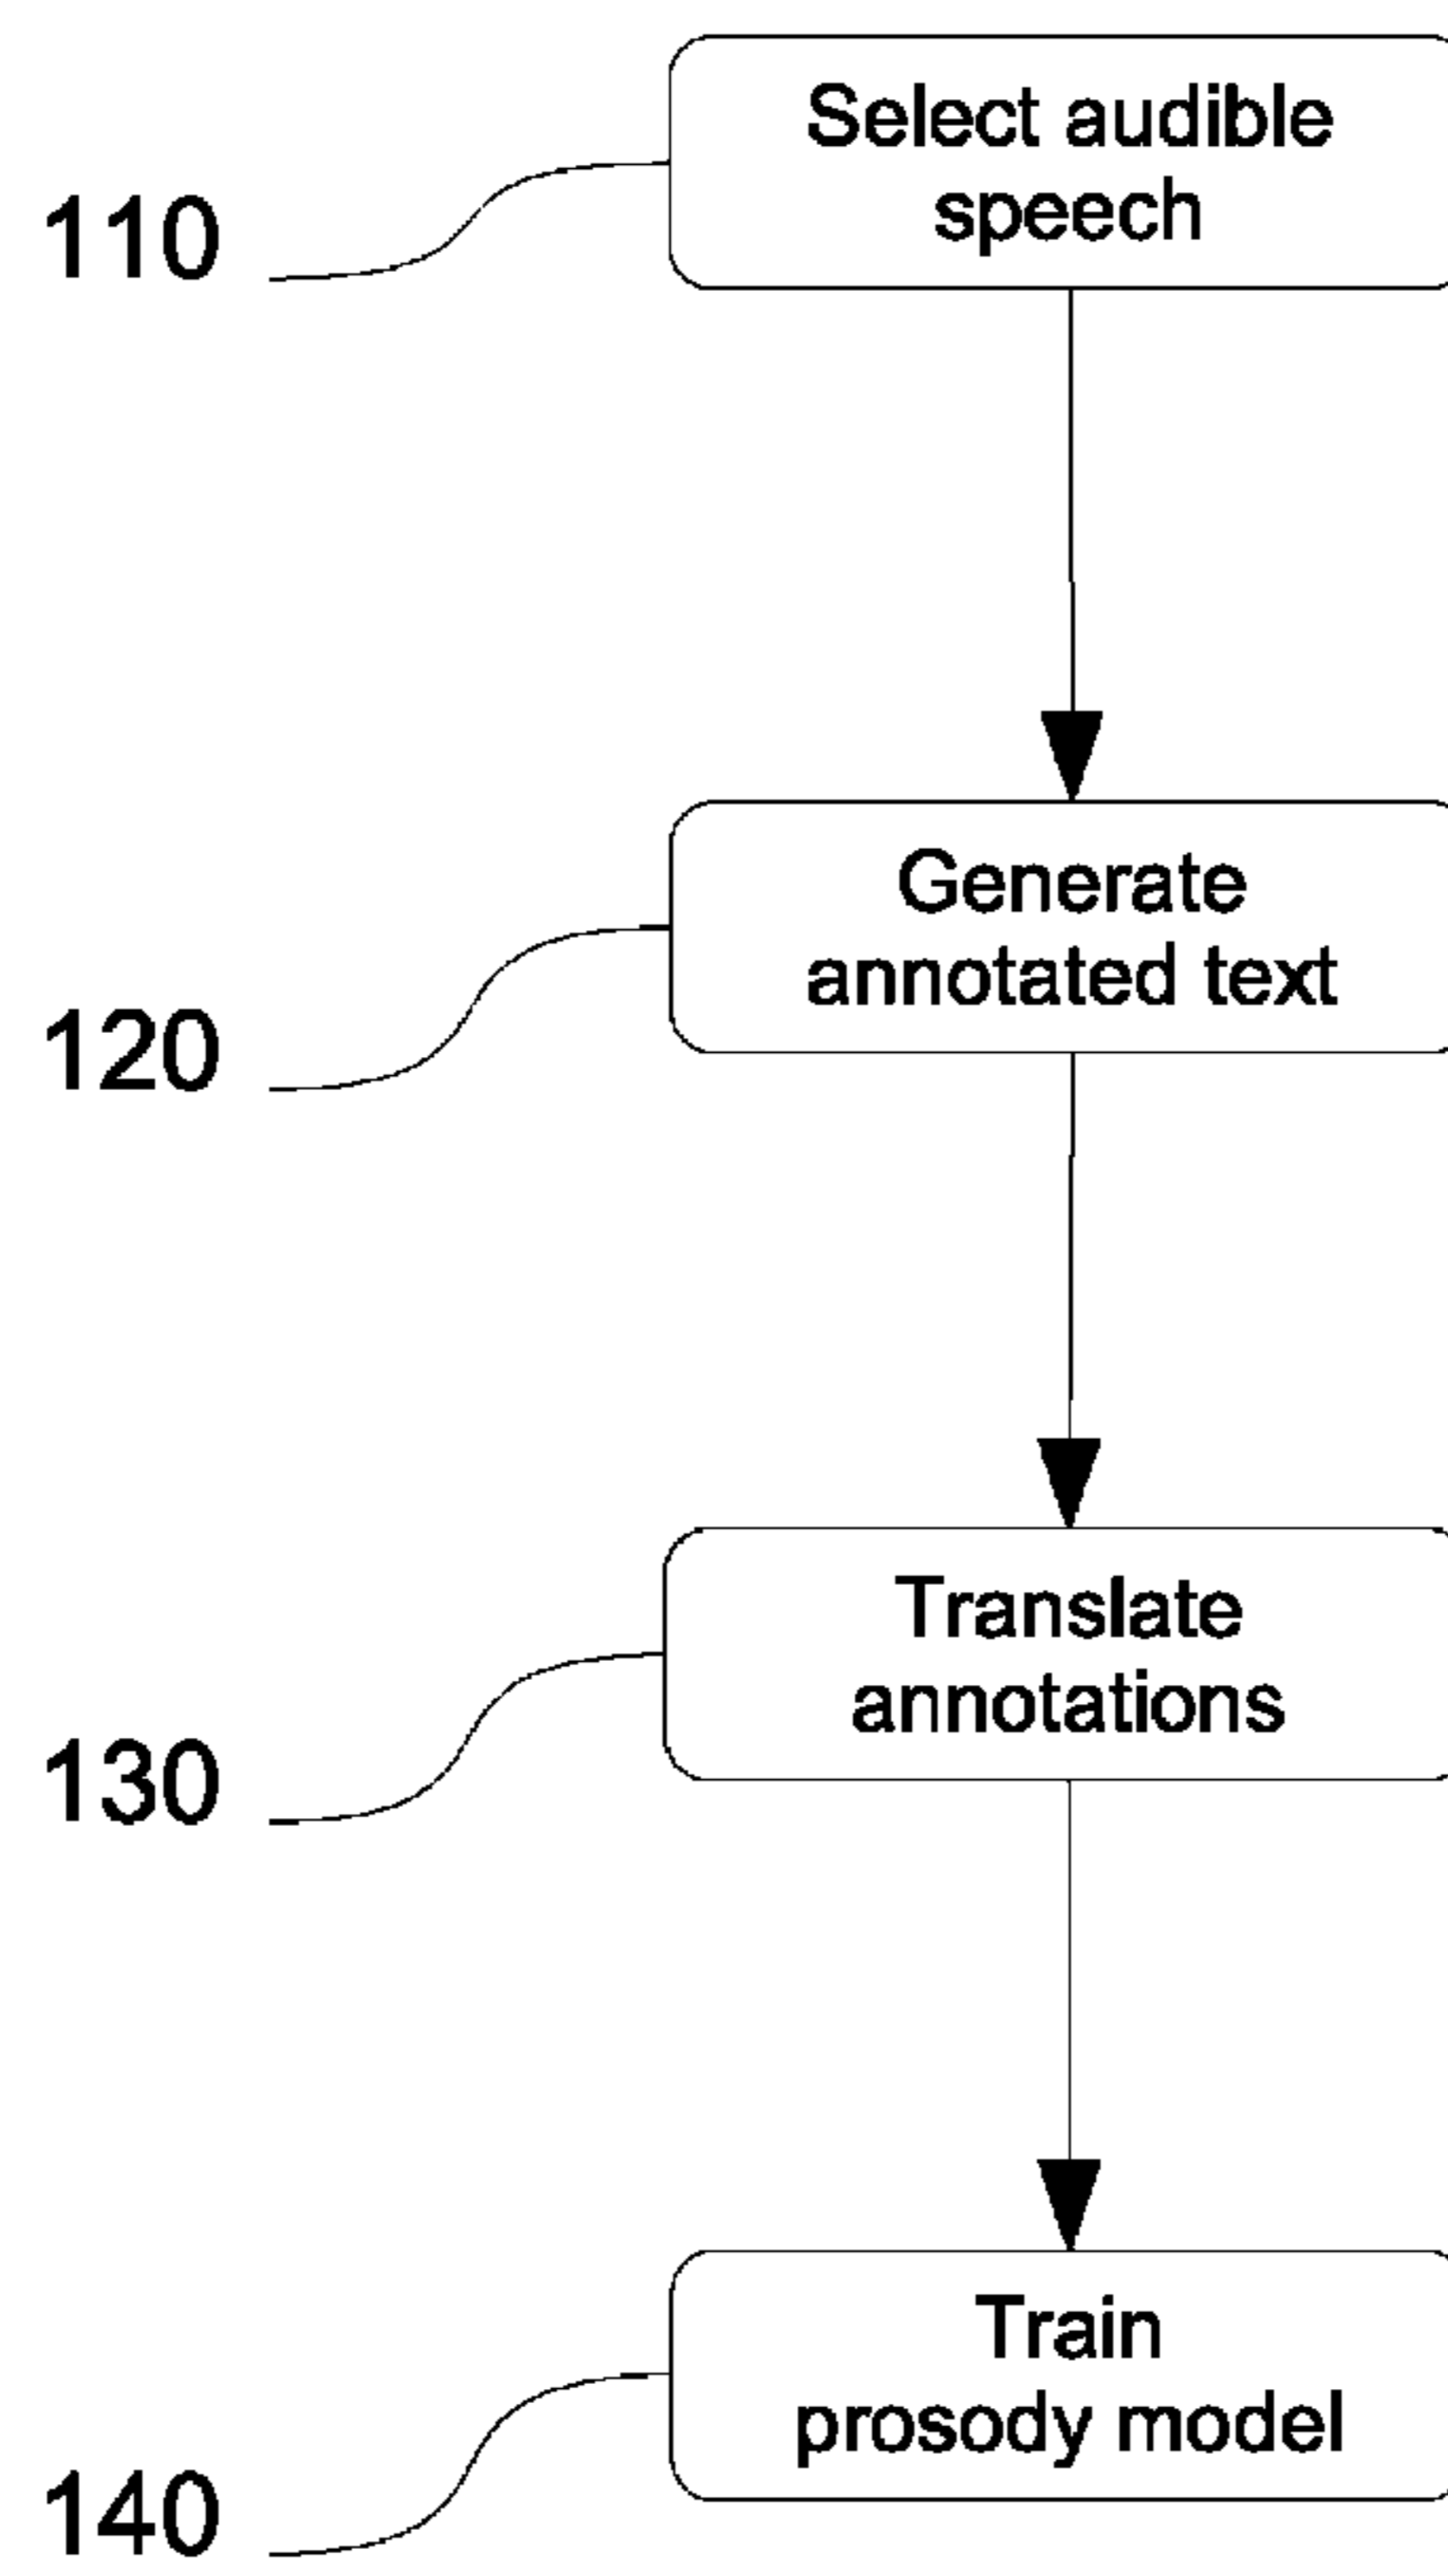 Select audible
speech
110
Generate
annotated text
120
Translate
annotations
130
Train
prosody model
140